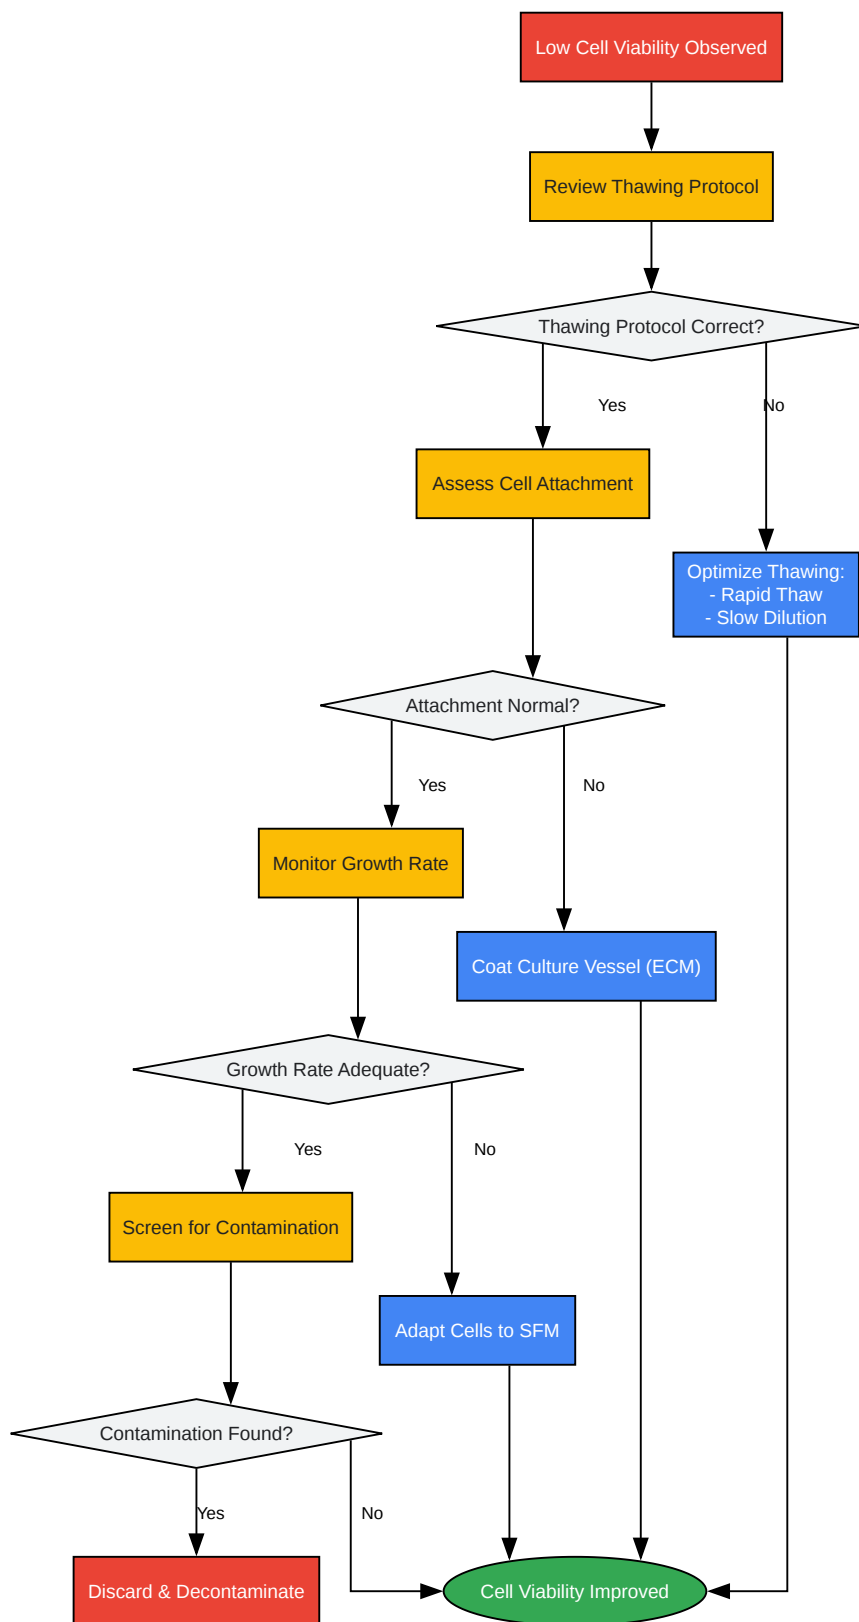 Low Cell Viability Observed
Review Thawing Protocol
Thawing Protocol Correct?
Yes
No
Assess Cell Attachment
Optimize Thawing:
- Rapid Thaw
- Slow Dilution
Attachment Normal?
Yes
No
Monitor Growth Rate
Coat Culture Vessel (ECM)
Growth Rate Adequate?
Yes
No
Screen for Contamination
Adapt Cells to SFM
Contamination Found?
Yes
No
Discard & Decontaminate
Cell Viability Improved